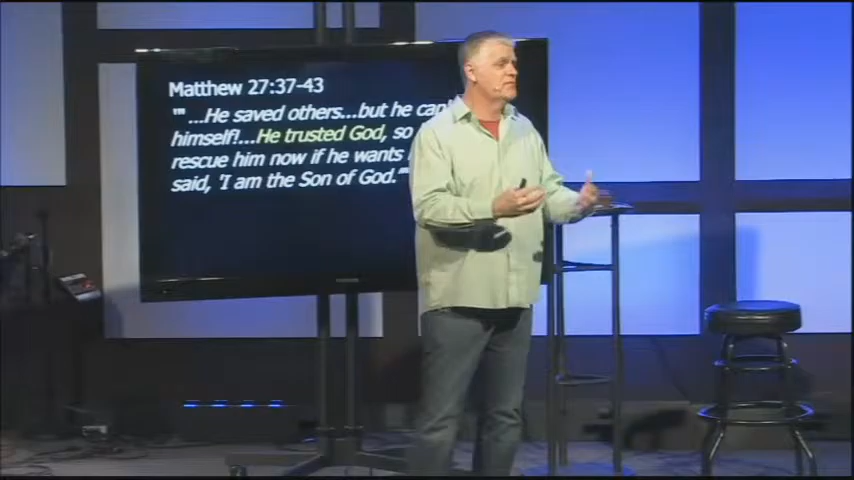 Matthew 27:37-43
"'"...He saved others...but he can
himself!...He trusted God, so
rescue him now if he wants
said, 'I am the Son of God.'"